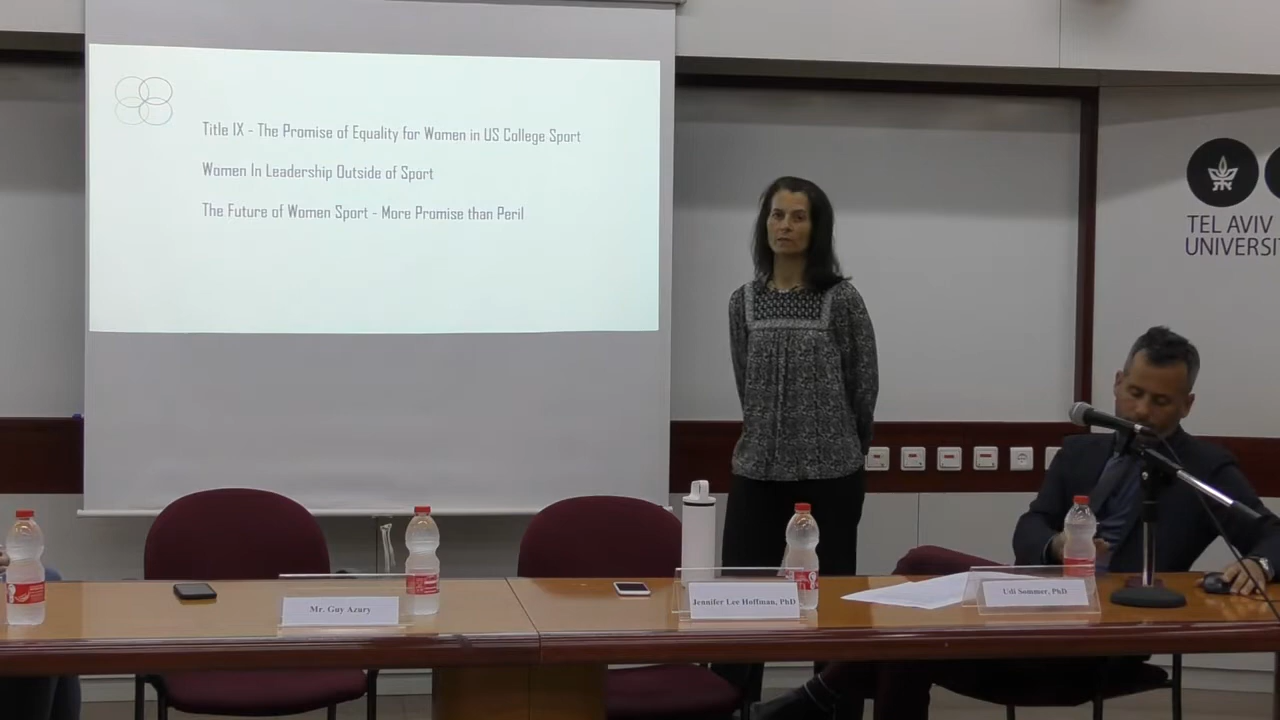 Title IX - The Promise of Equality for Women in US College Sport
Women In Leadership Outside of Sport
The Future of Women Sport - More Promise than Peril
TEL AVIV
UNIVERSIT
Mr. Guy Azury
Jennifer Lee Hoffman, PhD
Udi Sommer, PhD